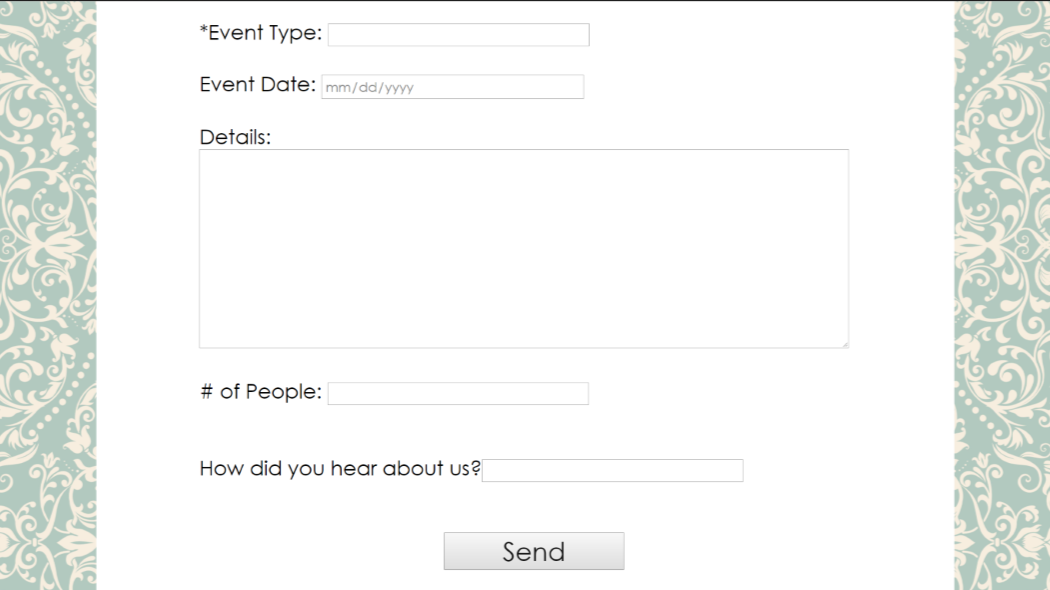 *Event Type:
Event Date: mm/dd/yyyy
Details:
# of People:
How did you hear about us?
Send